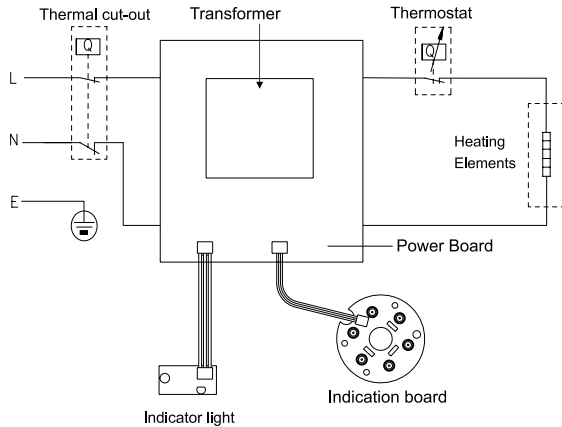 Thermal cut-out
Transformer
Thermostat
Q
Q
L
N
E
Heating
Elements
Power Board
Indicator light
Indication board